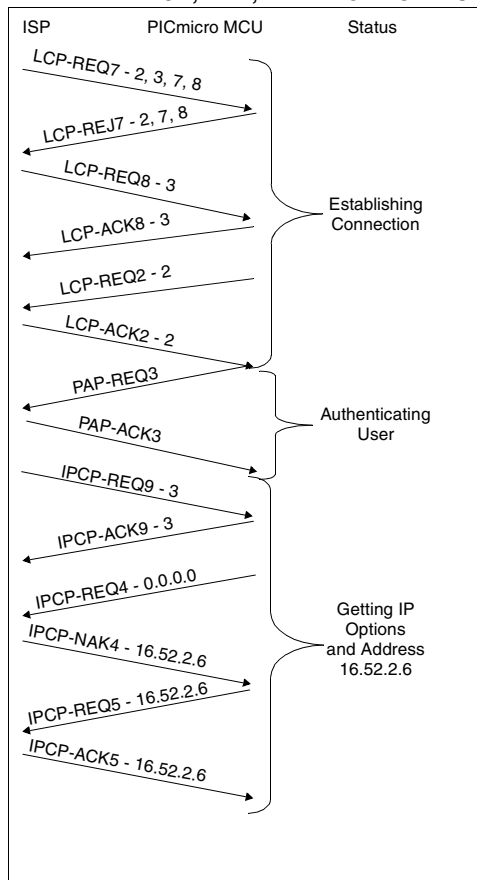 ISP PICmicro MCU Status
LCP-REQ7 - 2, 3, 7, 8
LCP-REJ7 - 2, 7, 8
LCP-REQ8 - 3
Establishing
Connection
LCP-ACK8 - 3
LCP-REQ2 - 2
LCP-ACK2 - 2
PAP-REQ3
Authenticating
User
PAP-ACK3
IPCP-REQ9 - 3
IPCP-ACK9 - 3
IPCP-REQ4 - 0.0.0.0
Getting IP
Options
and Address
16.52.2.6
IPCP-NAK4 - 16.52.2.6
IPCP-REQ5 - 16.52.2.6
IPCP-ACK5 - 16.52.2.6